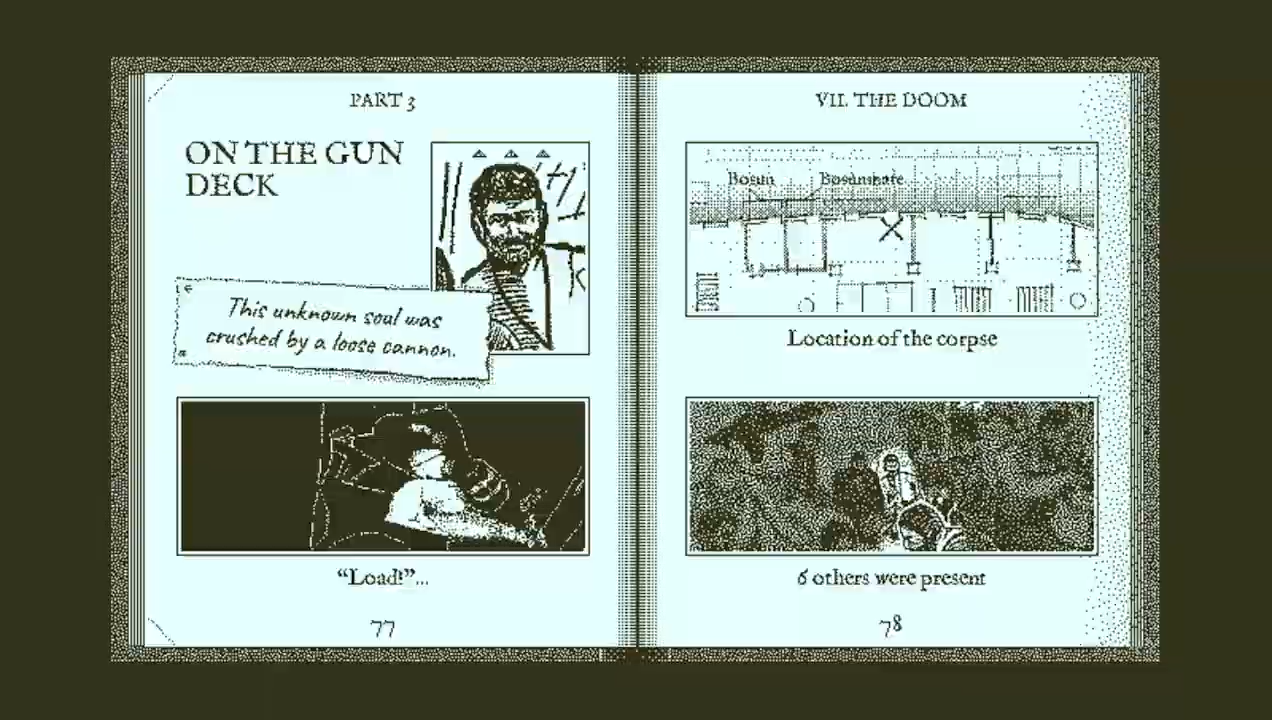 PART 3
ON THE GUN
DECK
This unknown soul was
crushed by a loose cannon.
“Load!”...
77
VII. THE DOOM
Bosun
Bosunsmate
Location of the corpse
6 others were present
78